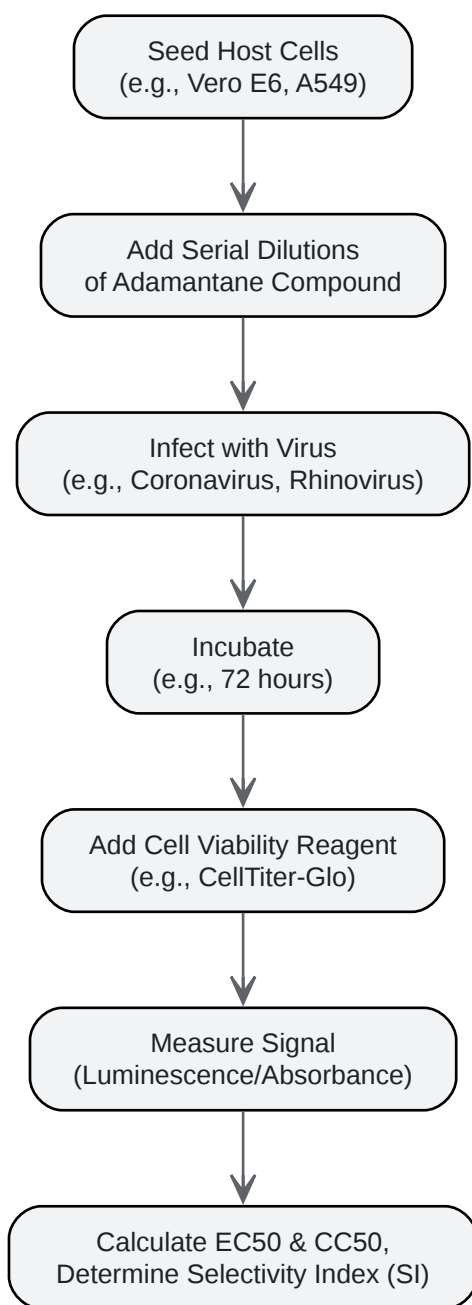 Seed Host Cells
(e.g., Vero E6, A549)
Add Serial Dilutions
of Adamantane Compound
Infect with Virus
(e.g., Coronavirus, Rhinovirus)
Incubate
(e.g., 72 hours)
Add Cell Viability Reagent
(e.g., CellTiter-Glo)
Measure Signal
(Luminescence/Absorbance)
Calculate EC50 & CC50,
Determine Selectivity Index (SI)